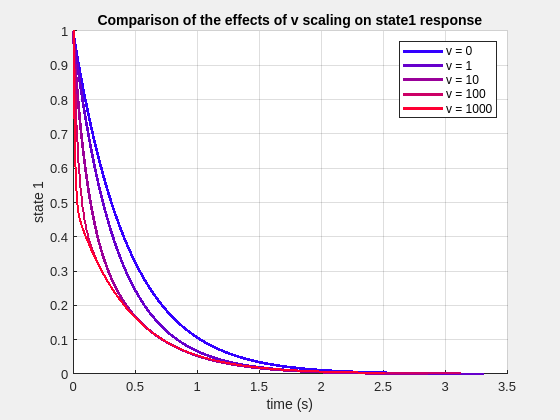 Comparison of the effects of v scaling on state1 response
v = 0
v = 1
v = 10
v = 100
v = 1000
state 1
1
0.9
0.8
0.7
0.6
0.5
0.4
0.3
0.2
0.1
0
0 0.5 1 1.5 2 2.5 3 3.5
time (s)